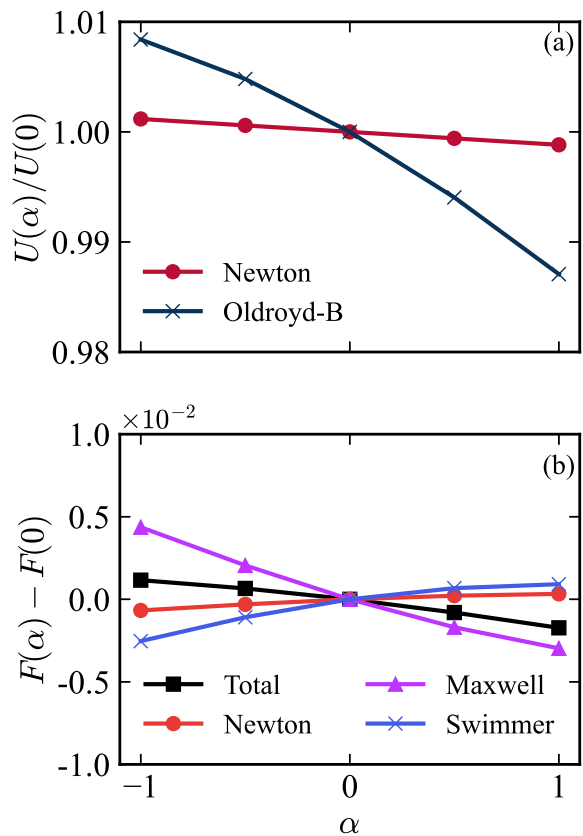 1.01
(a)
1.00
U(α)/U(0)
0.99
Newton
Oldroyd-B
0.98
×10⁻²
1.0
(b)
0.5
F(α) − F(0)
0.0
-0.5
Total
Maxwell
Newton
Swimmer
-1.0
−1
0
1
α